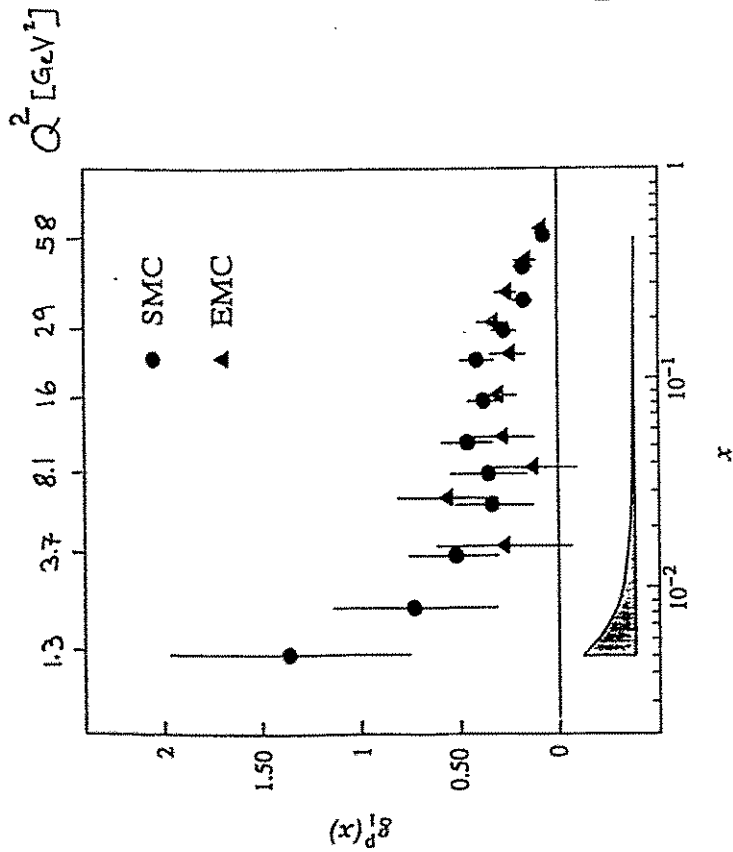 Q² [GeV²]
1.3 3.7 8.1 16 29 58
● SMC
▲ EMC
2
1.50
1
0.50
0
g₁ᵖ(x)
10⁻² 10⁻¹ 1
x